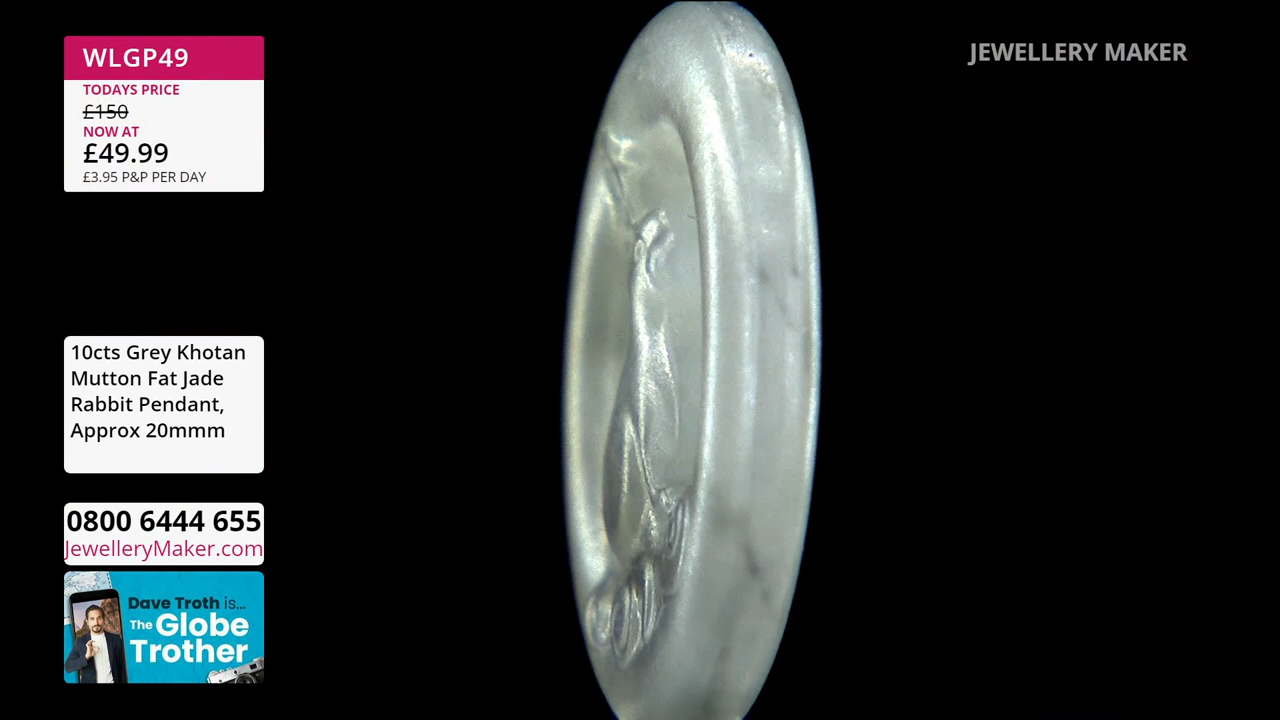 WLGP49
TODAYS PRICE
£150
NOW AT
£49.99
£3.95 P&P PER DAY
JEWELLERY MAKER
10cts Grey Khotan
Mutton Fat Jade
Rabbit Pendant,
Approx 20mmm
0800 6444 655
JewelleryMaker.com
Dave Troth is...
The Globe
Trother